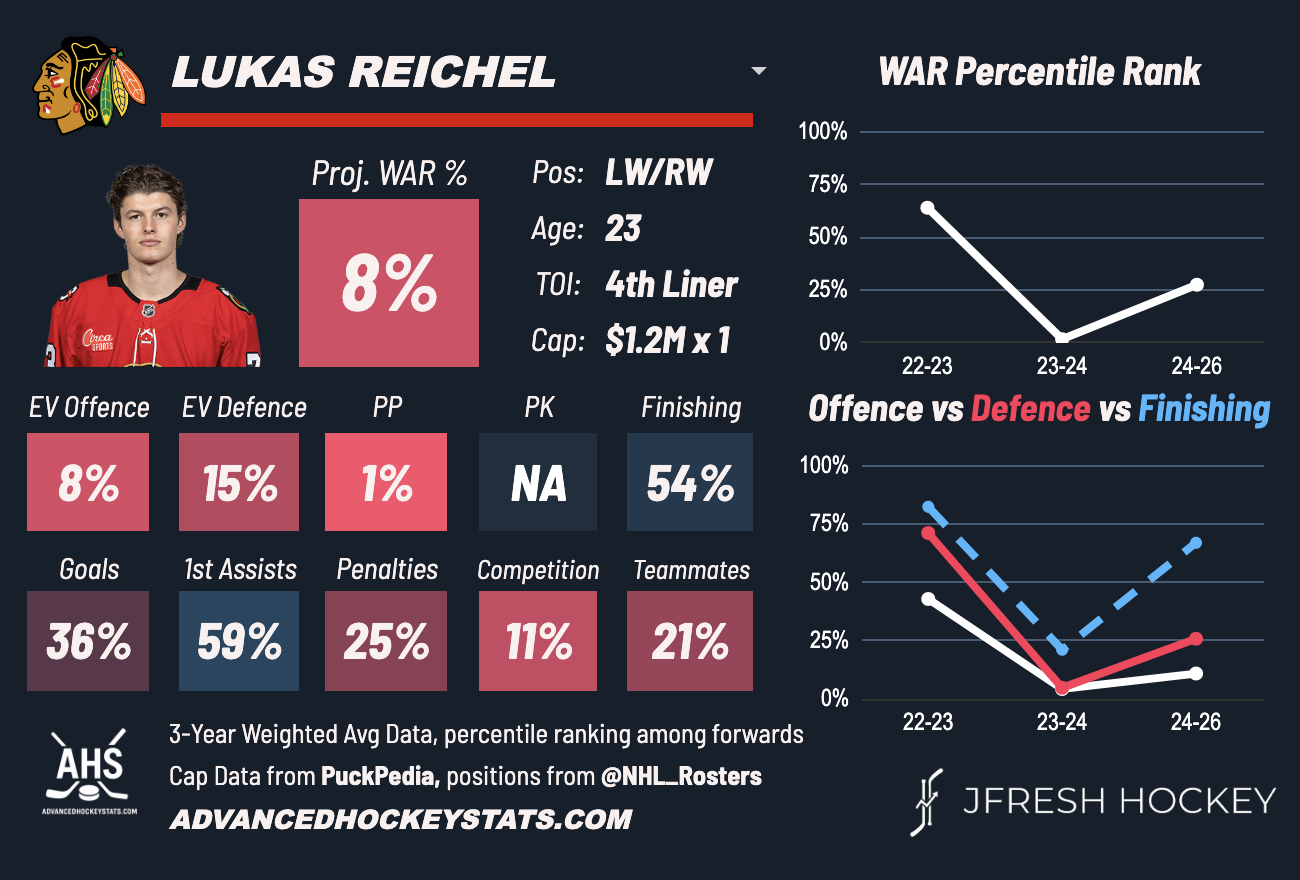 LUKAS REICHEL
Proj. WAR %
8%
Pos: LW/RW
Age: 23
TOI: 4th Liner
Cap: $1.2M x 1
Circa
SPORTS
EV Offence EV Defence PP PK Finishing
8% 15% 1% NA 54%
Goals 1st Assists Penalties Competition Teammates
36% 59% 25% 11% 21%
WAR Percentile Rank
100%
75%
50%
25%
0%
22-23 23-24 24-26
Offence vs Defence vs Finishing
100%
75%
50%
25%
0%
22-23 23-24 24-26
AHS
ADVANCEDHOCKEYSTATS.COM
3-Year Weighted Avg Data, percentile ranking among forwards
Cap Data from PuckPedia, positions from @NHL_Rosters
ADVANCEDHOCKEYSTATS.COM
JFRESH HOCKEY